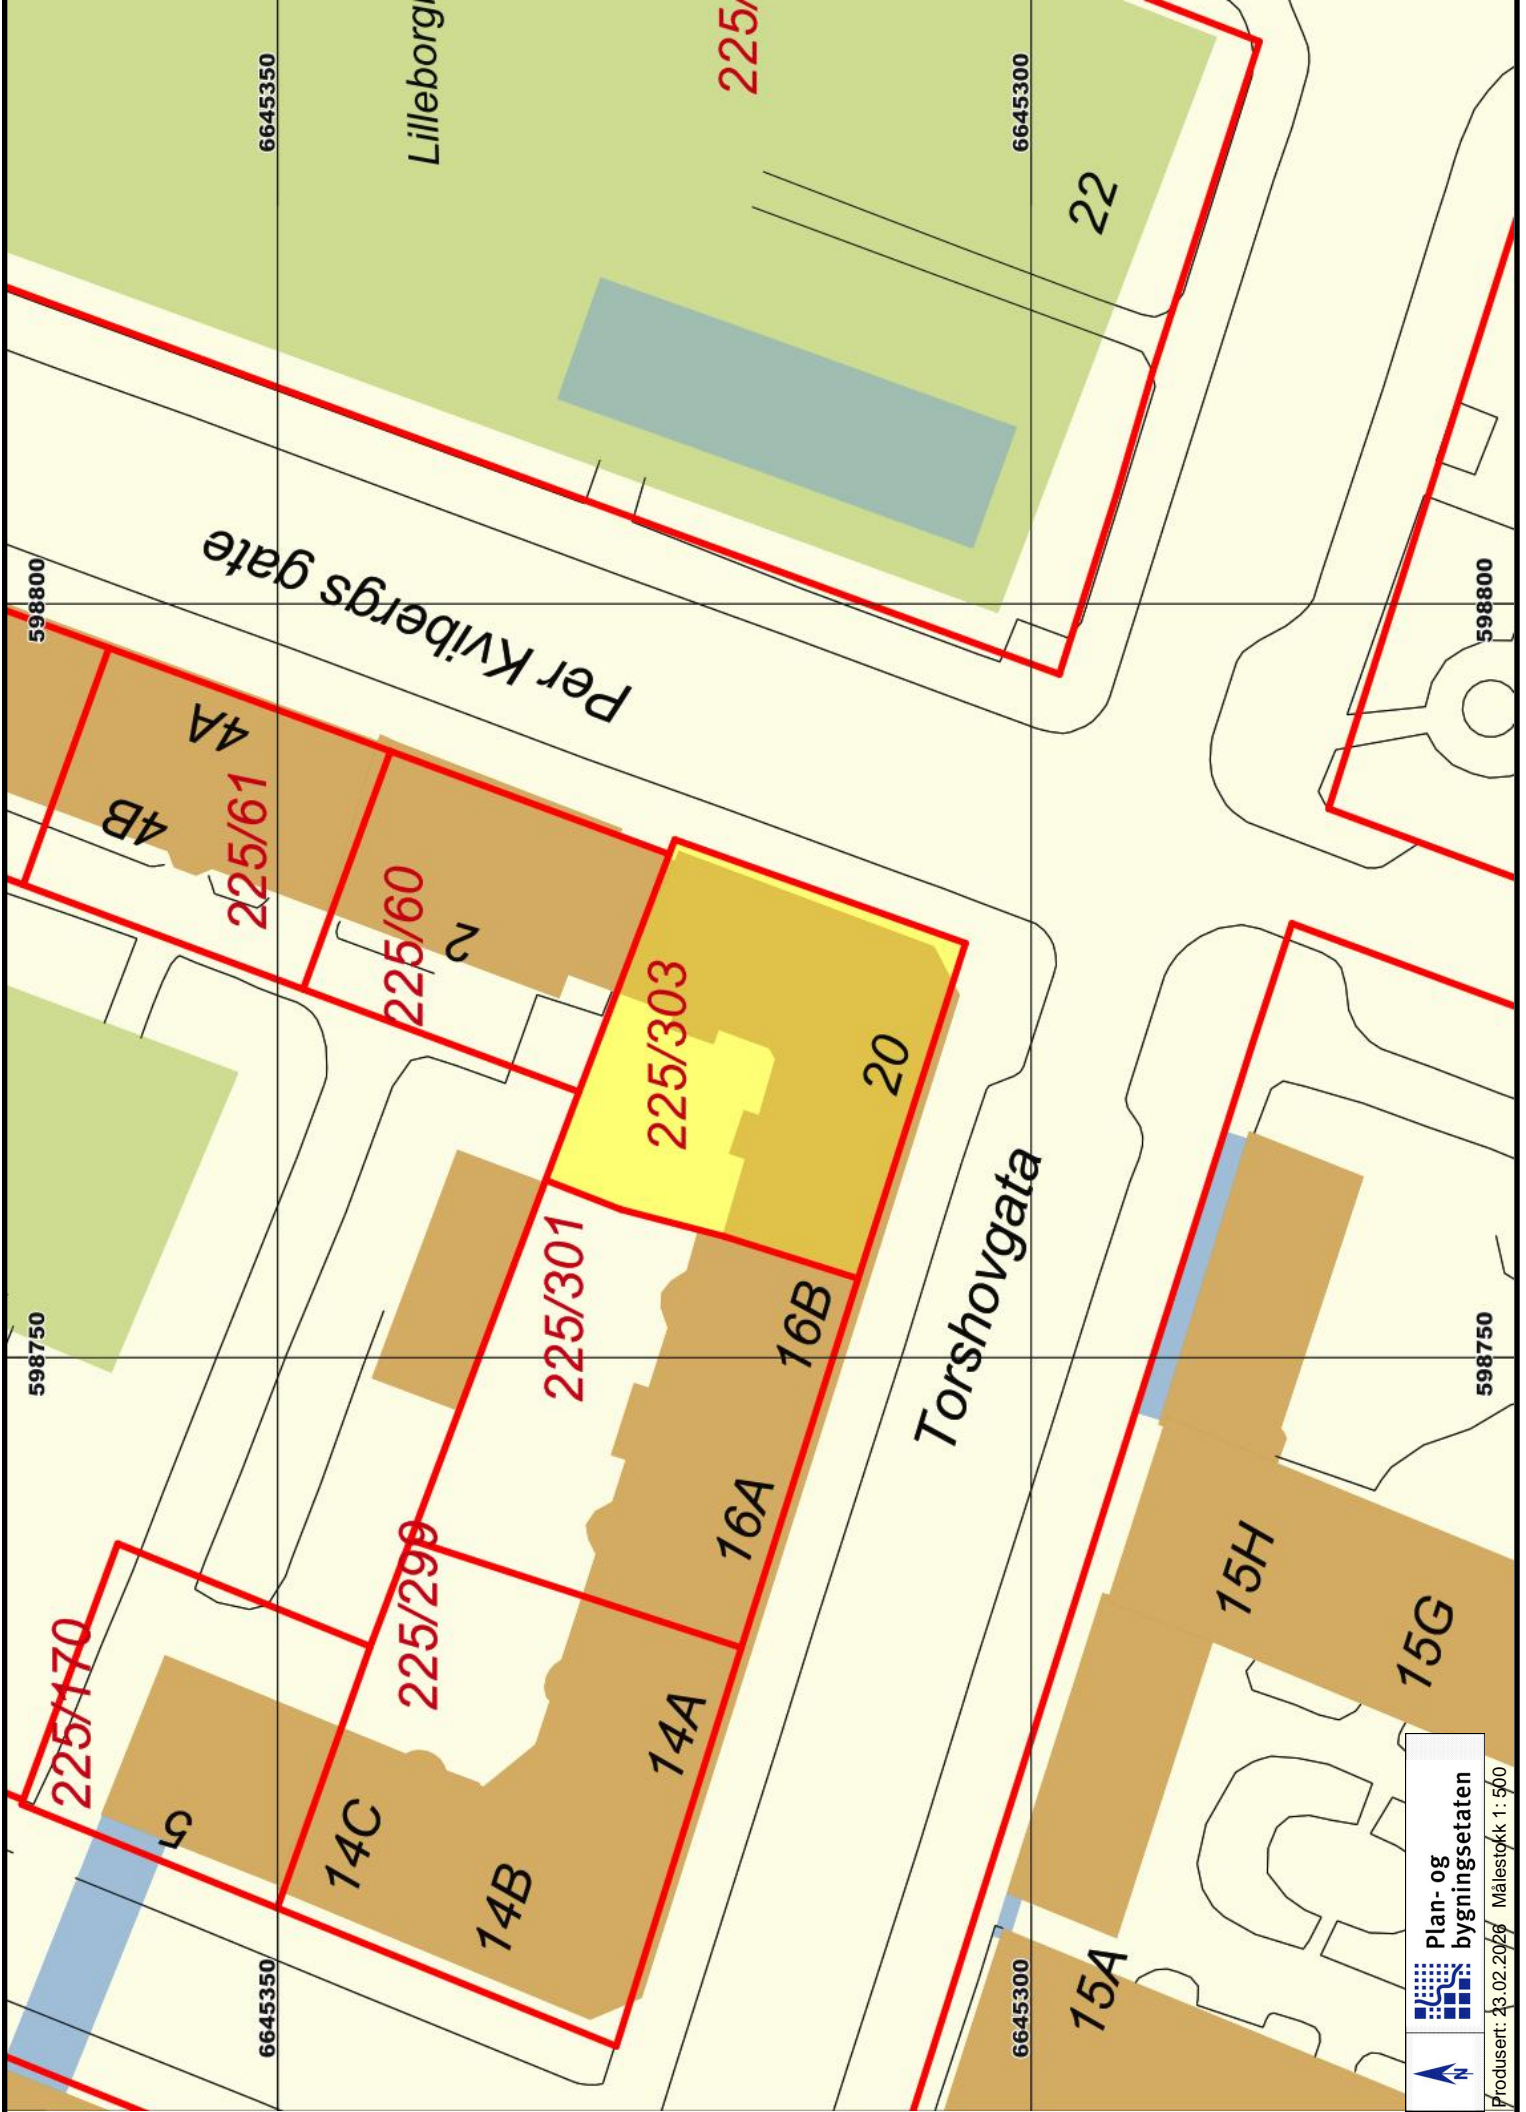 6645350
6645300
Lilleborg
225/
22
598800
598800
Per Kvibergs gate
4A
4B
225/61
225/60
2
225/303
20
225/301
16B
Torshovgata
598750
598750
16A
225/299
225/170
15H
15G
14A
14C
5
14B
15A
6645350
6645300
Plan- og
bygningsetaten
N
Produsert: 23.02.2026 Målestokk 1: 500